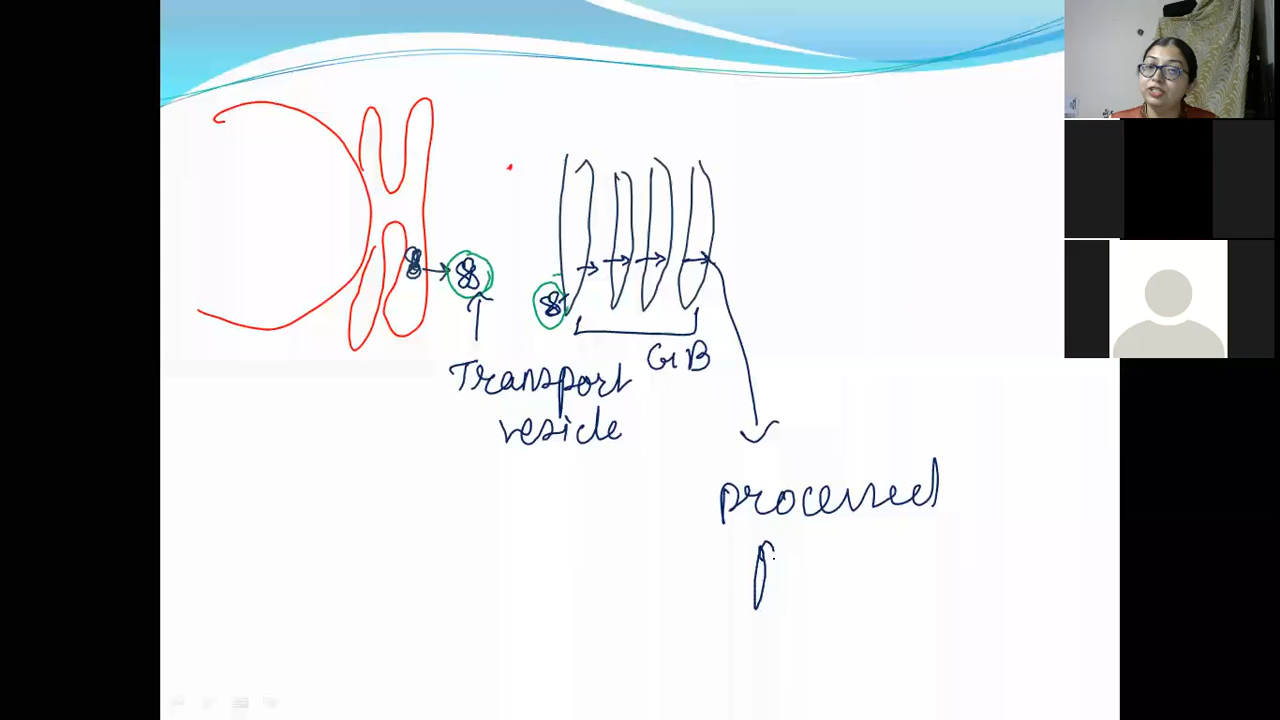 GB
Transport
vesicle
processed
p